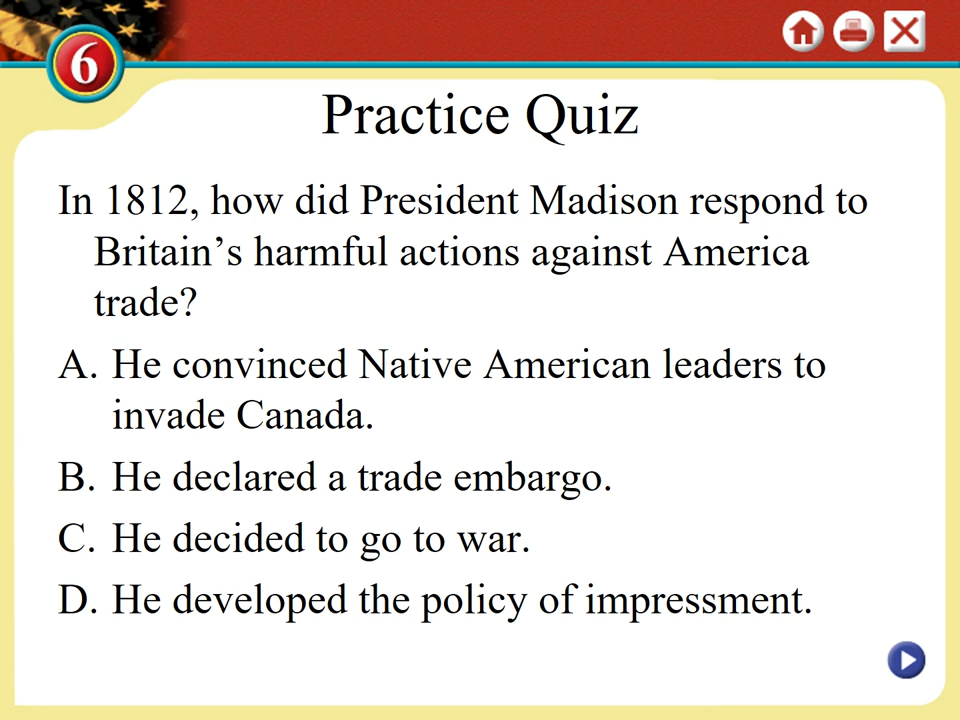 6
Practice Quiz
In 1812, how did President Madison respond to
Britain’s harmful actions against America
trade?
A. He convinced Native American leaders to
invade Canada.
B. He declared a trade embargo.
C. He decided to go to war.
D. He developed the policy of impressment.